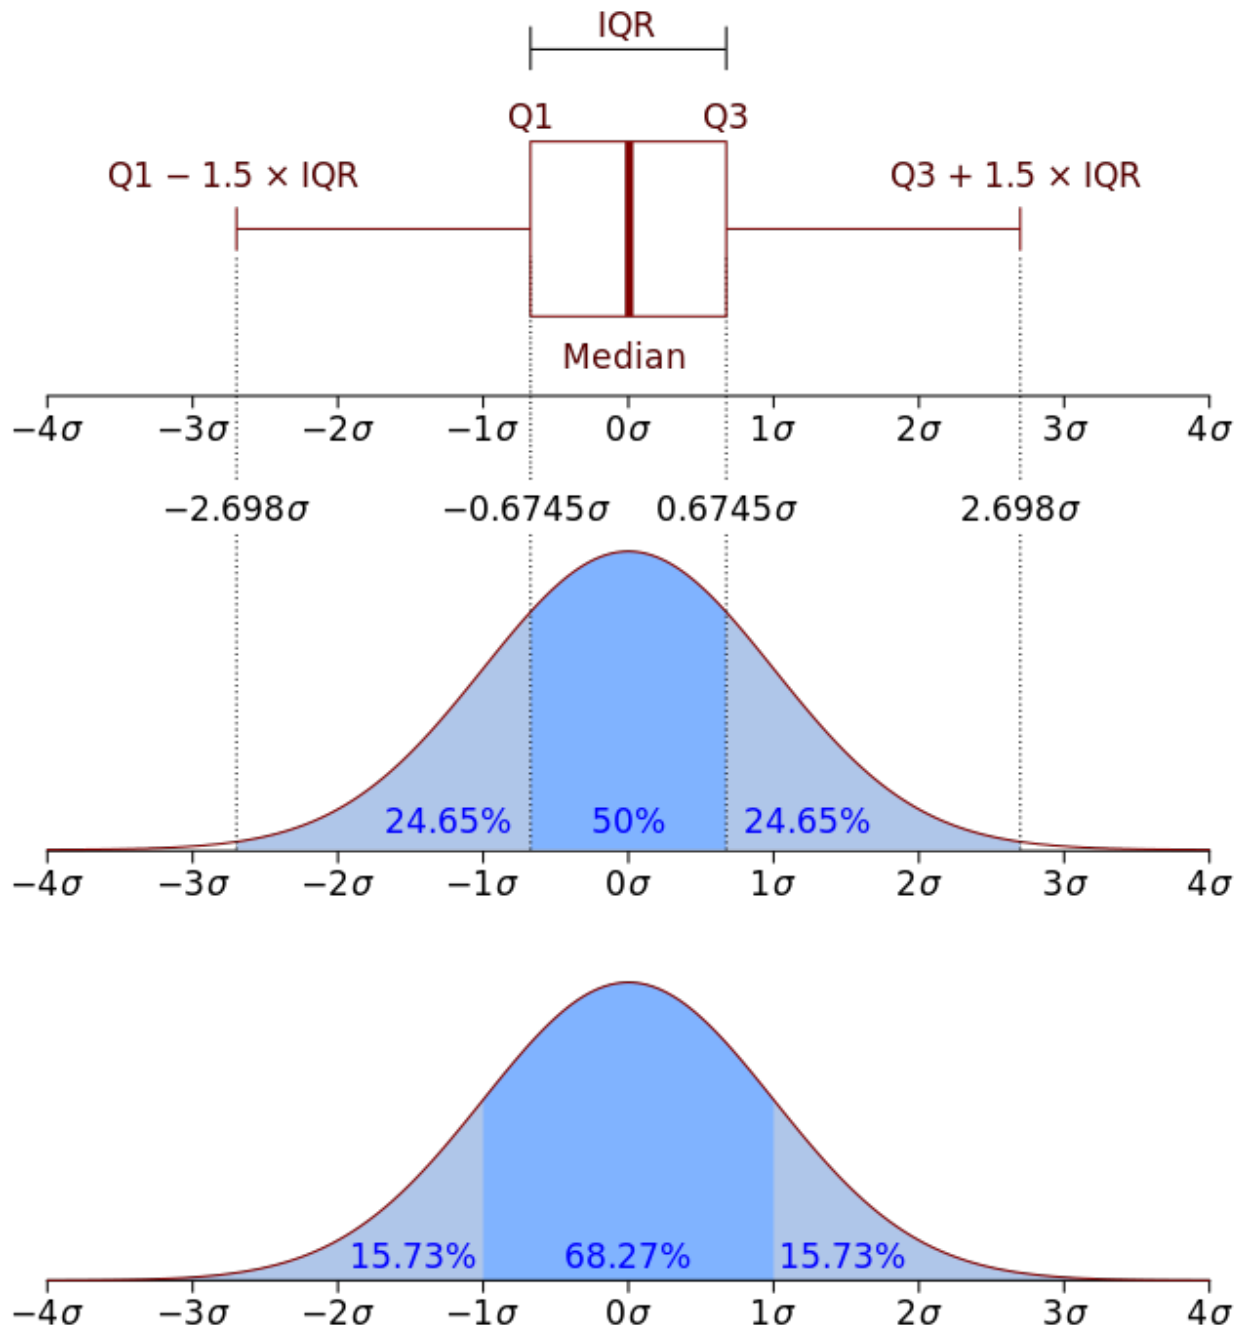 IQR
Q1 Q3
Q1 − 1.5 × IQR Q3 + 1.5 × IQR
Median
−4σ −3σ −2σ −1σ 0σ 1σ 2σ 3σ 4σ
−2.698σ −0.6745σ 0.6745σ 2.698σ
24.65% 50% 24.65%
−4σ −3σ −2σ −1σ 0σ 1σ 2σ 3σ 4σ
15.73% 68.27% 15.73%
−4σ −3σ −2σ −1σ 0σ 1σ 2σ 3σ 4σ